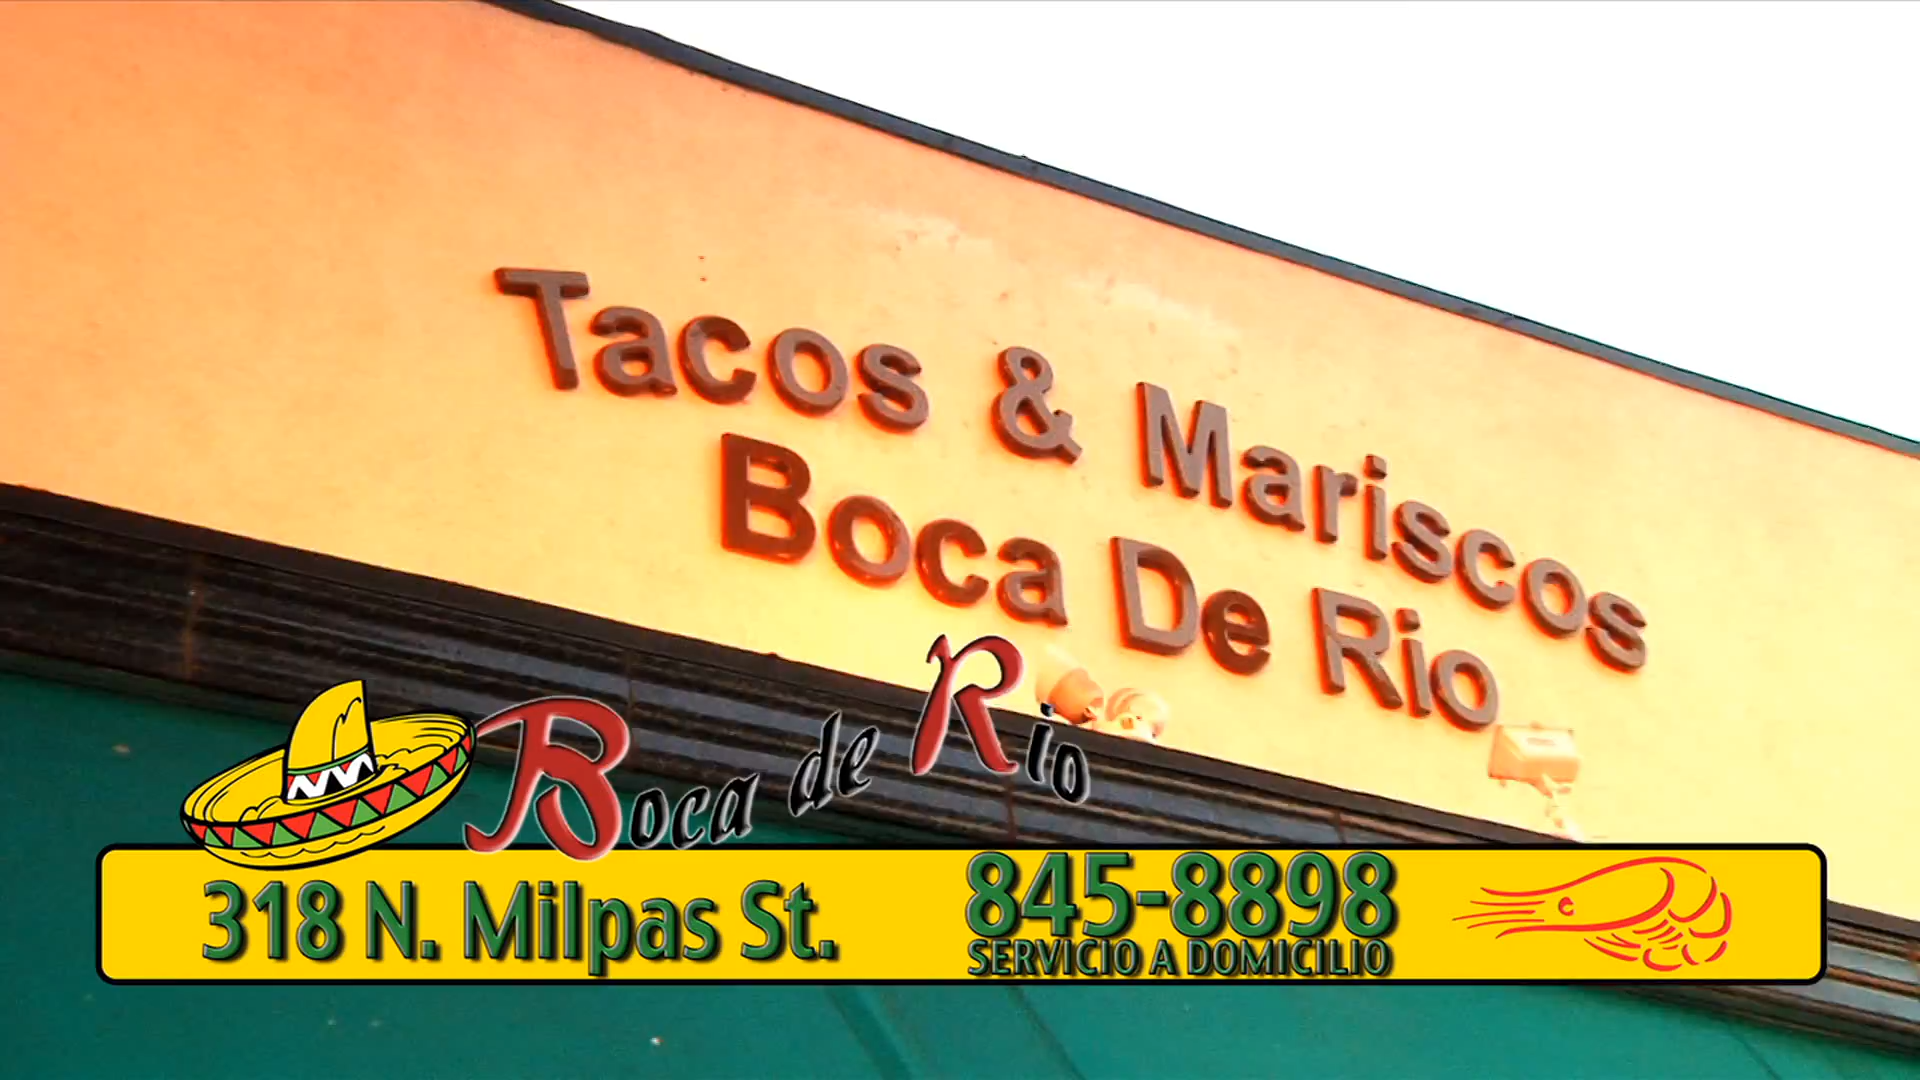 Tacos & Mariscos
Boca De Rio
Boca de Rio
318 N. Milpas St.
845-8898
SERVICIO A DOMICILIO